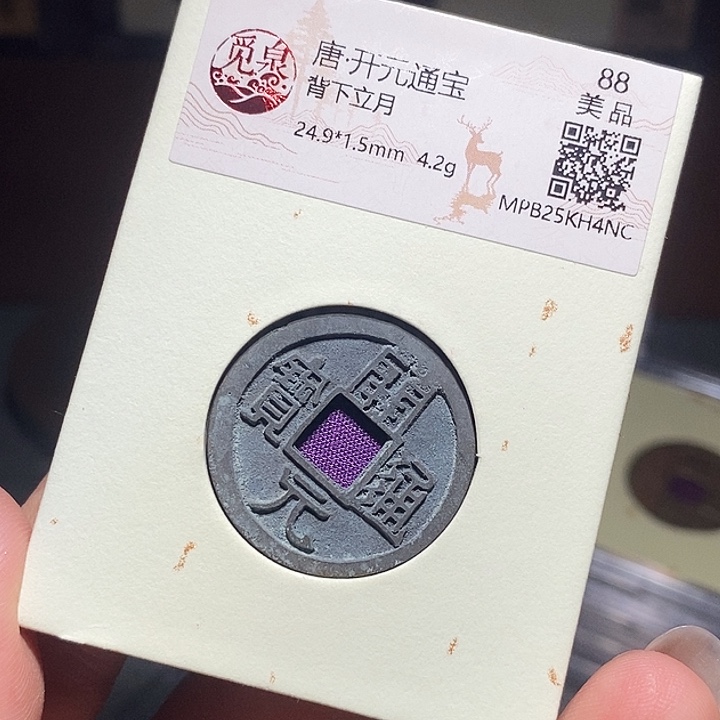 觅泉
唐·开元通宝
背下立月
24.9*1.5mm 4.2g
88
美品
MPB25KH4NC
開元通寶